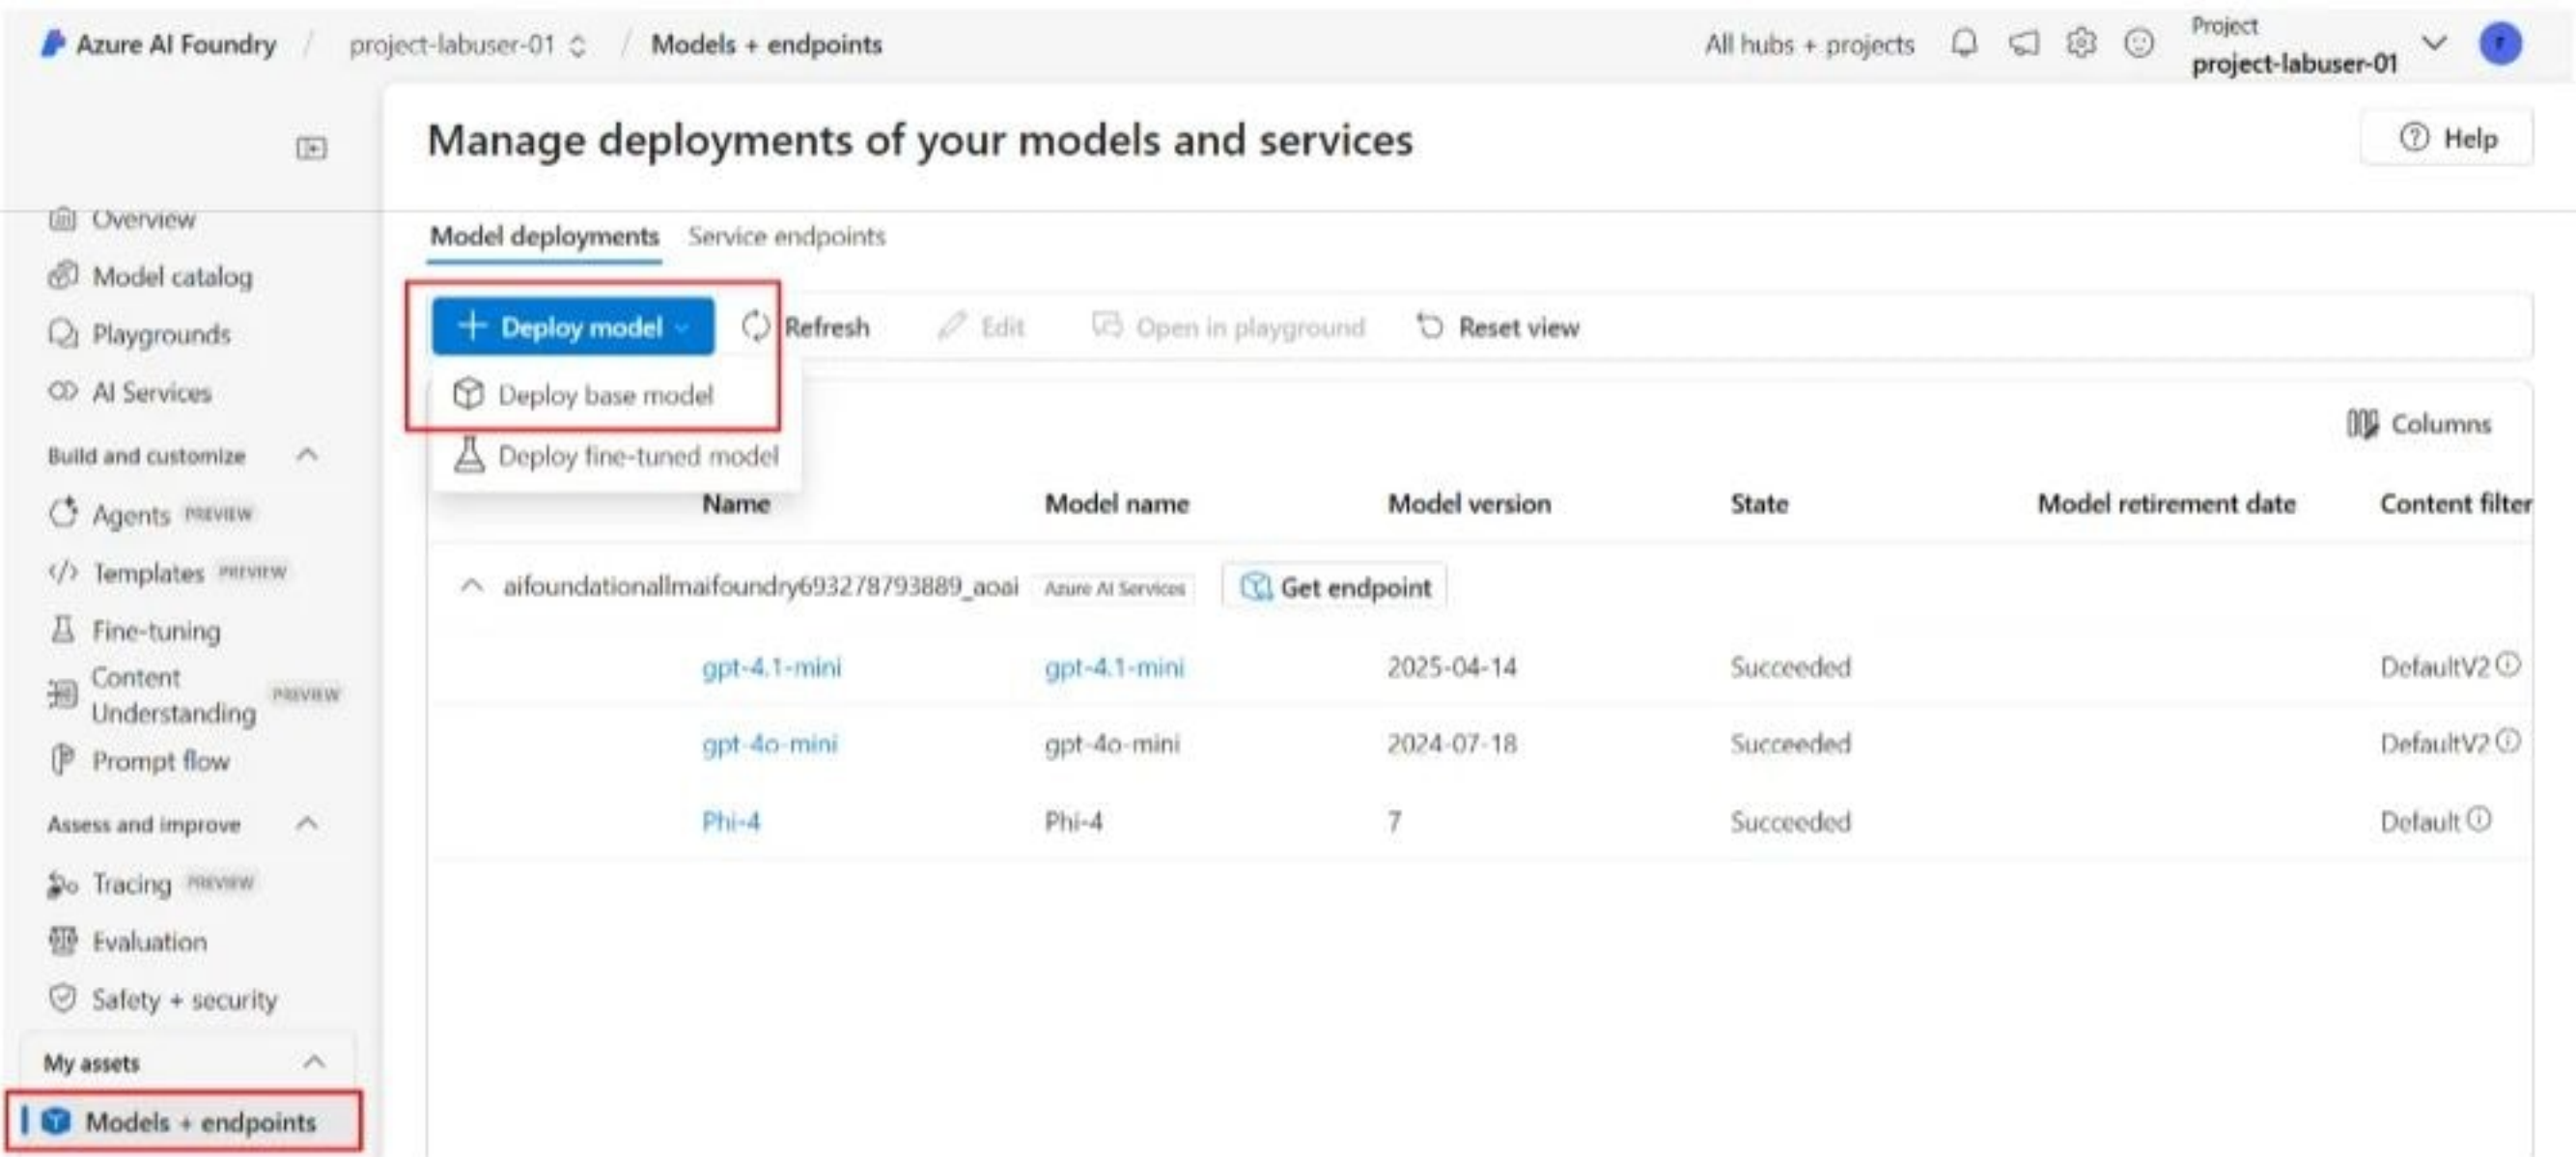 Azure AI Foundry / project-labuser-01 / Models + endpoints
All hubs + projects
Project
project-labuser-01
Manage deployments of your models and services
Help
Overview
Model catalog
Playgrounds
AI Services
Build and customize
Agents PREVIEW
Templates PREVIEW
Fine-tuning
Content
Understanding PREVIEW
Prompt flow
Assess and improve
Tracing PREVIEW
Evaluation
Safety + security
My assets
Models + endpoints
Model deployments Service endpoints
+ Deploy model Refresh Edit Open in playground Reset view
Deploy base model
Deploy fine-tuned model
Columns
Name Model name Model version State Model retirement date Content filter
aifoundationallmaifoundry693278793889_aoai Azure AI Services Get endpoint
gpt-4.1-mini gpt-4.1-mini 2025-04-14 Succeeded DefaultV2
gpt-4o-mini gpt-4o-mini 2024-07-18 Succeeded DefaultV2
Phi-4 Phi-4 7 Succeeded Default